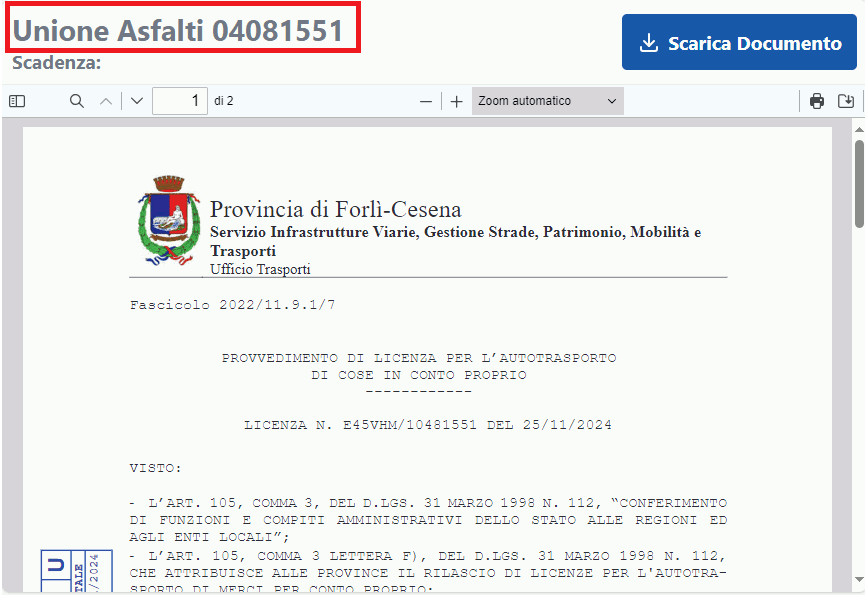 Unione Asfalti 04081551
Scadenza:
Scarica Documento
1 di 2
Zoom automatico
Provincia di Forlì-Cesena
Servizio Infrastrutture Viarie, Gestione Strade, Patrimonio, Mobilità e
Trasporti
Ufficio Trasporti
Fascicolo 2022/11.9.1/7
PROVVEDIMENTO DI LICENZA PER L’AUTOTRASPORTO
DI COSE IN CONTO PROPRIO
------------
LICENZA N. E45VHM/10481551 DEL 25/11/2024
VISTO:
- L’ART. 105, COMMA 3, DEL D.LGS. 31 MARZO 1998 N. 112, “CONFERIMENTO
DI FUNZIONI E COMPITI AMMINISTRATIVI DELLO STATO ALLE REGIONI ED
AGLI ENTI LOCALI”;
- L’ART. 105, COMMA 3 LETTERA F), DEL D.LGS. 31 MARZO 1998 N. 112,
CHE ATTRIBUISCE ALLE PROVINCE IL RILASCIO DI LICENZE PER L'AUTOTRA-
SPORTO DI MERCI PER CONTO PROPRIO;
U
TALE
/2024